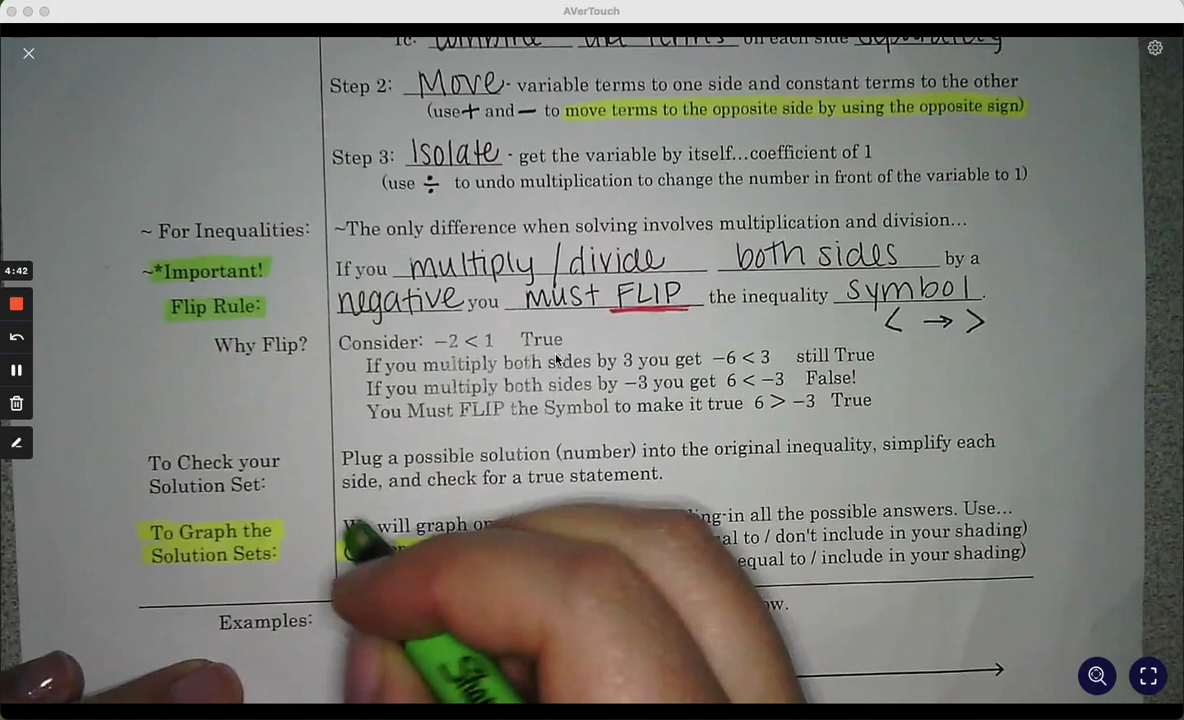 AVerTouch
on each side
Step 2: Move - variable terms to one side and constant terms to the other
(use + and − to move terms to the opposite side by using the opposite sign)
Step 3: Isolate - get the variable by itself...coefficient of 1
(use ÷ to undo multiplication to change the number in front of the variable to 1)
~ For Inequalities: ~The only difference when solving involves multiplication and division...
~*Important! If you multiply / divide both sides by a
Flip Rule: negative you must FLIP the inequality symbol.
< → >
Why Flip? Consider: −2 < 1 True
If you multiply both sides by 3 you get −6 < 3 still True
If you multiply both sides by −3 you get 6 < −3 False!
You Must FLIP the Symbol to make it true 6 > −3 True
To Check your Plug a possible solution (number) into the original inequality, simplify each
Solution Set: side, and check for a true statement.
To Graph the will graph in all the possible answers. Use...
Solution Sets: to / don't include in your shading)
equal to / include in your shading)
Examples:
4:42
Sha